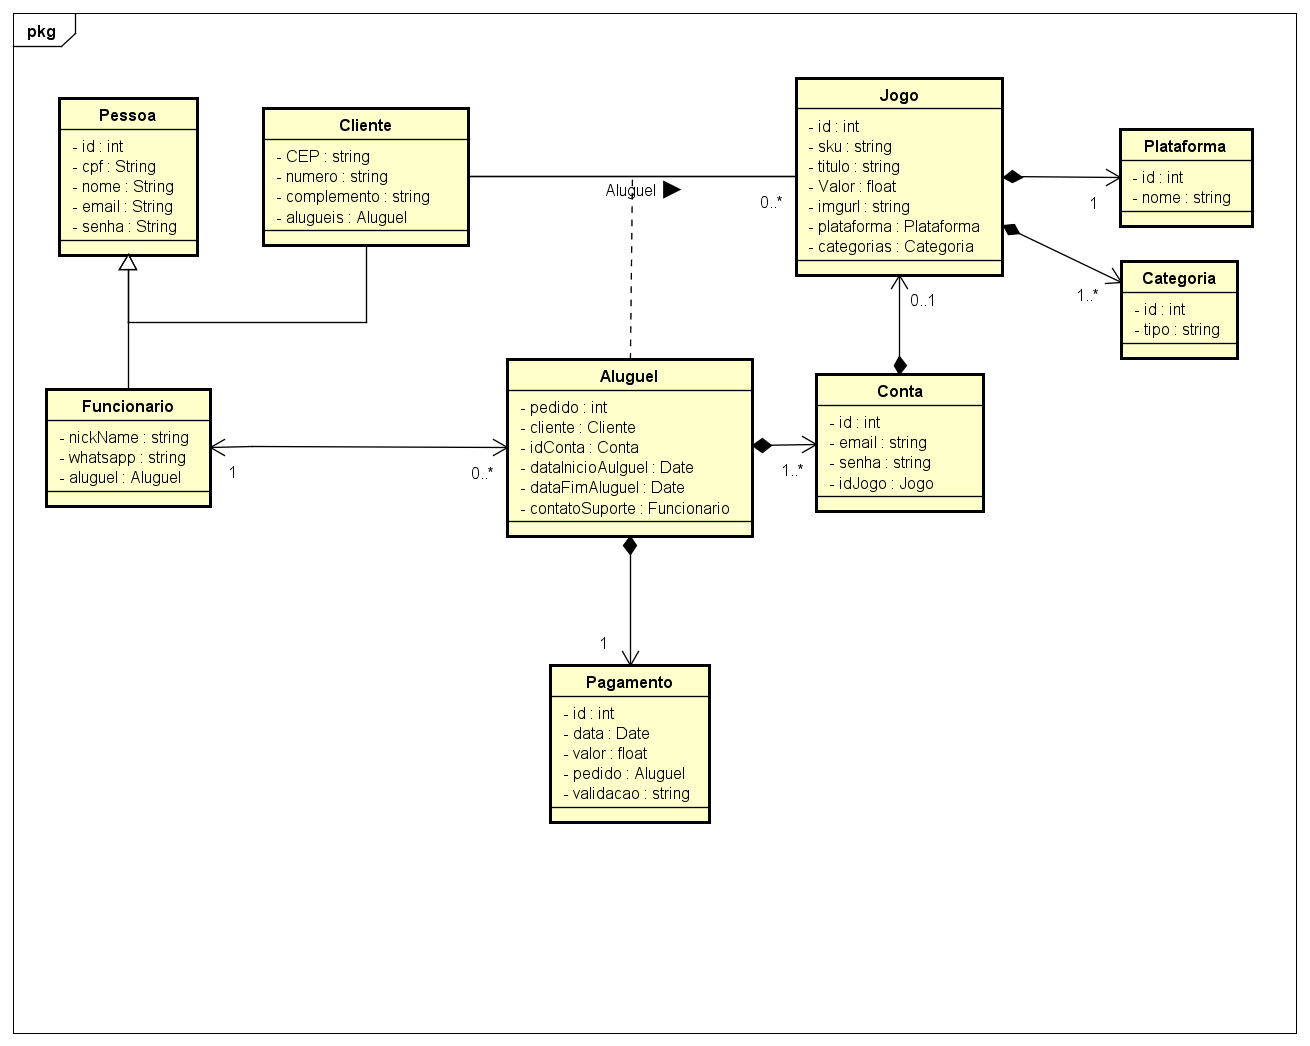 pkg
Pessoa
- id : int
- cpf : String
- nome : String
- email : String
- senha : String
Cliente
- CEP : string
- numero : string
- complemento : string
- alugueis : Aluguel
Aluguel
0..*
Jogo
- id : int
- sku : string
- titulo : string
- Valor : float
- imgurl : string
- plataforma : Plataforma
- categorias : Categoria
1
Plataforma
- id : int
- nome : string
1..*
Categoria
- id : int
- tipo : string
0..1
Funcionario
- nickName : string
- whatsapp : string
- aluguel : Aluguel
1
0..*
Aluguel
- pedido : int
- cliente : Cliente
- idConta : Conta
- dataInicioAulguel : Date
- dataFimAluguel : Date
- contatoSuporte : Funcionario
1..*
Conta
- id : int
- email : string
- senha : string
- idJogo : Jogo
1
Pagamento
- id : int
- data : Date
- valor : float
- pedido : Aluguel
- validacao : string